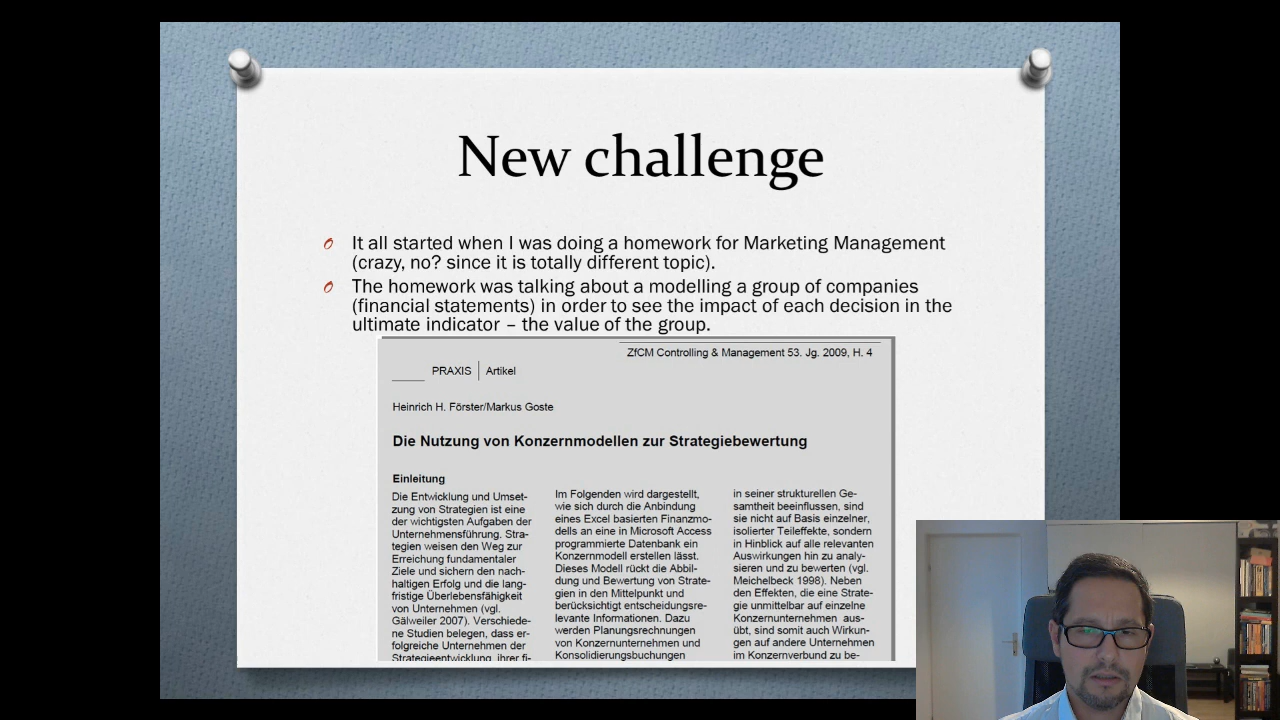 New challenge
It all started when I was doing a homework for Marketing Management
(crazy, no? since it is totally different topic).
The homework was talking about a modelling a group of companies
(financial statements) in order to see the impact of each decision in the
ultimate indicator – the value of the group.
ZfCM Controlling & Management 53. Jg. 2009, H. 4
PRAXIS | Artikel
Heinrich H. Förster/Markus Goste
Die Nutzung von Konzernmodellen zur Strategiebewertung
Einleitung
Die Entwicklung und Umset-
zung von Strategien ist eine
der wichtigsten Aufgaben der
Unternehmensführung. Stra-
tegien weisen den Weg zur
Erreichung fundamentaler
Ziele und sichern den nach-
haltigen Erfolg und die lang-
fristige Überlebensfähigkeit
von Unternehmen (vgl.
Gälweiler 2007). Verschiede-
ne Studien belegen, dass er-
folgreiche Unternehmen der
Strategieentwicklung, ihrer fi-
Im Folgenden wird dargestellt,
wie sich durch die Anbindung
eines Excel basierten Finanzmo-
dells an eine in Microsoft Access
programmierte Datenbank ein
Konzernmodell erstellen lässt.
Dieses Modell rückt die Abbil-
dung und Bewertung von Strate-
gien in den Mittelpunkt und
berücksichtigt entscheidungsre-
levante Informationen. Dazu
werden Planungsrechnungen
von Konzernunternehmen und
Konsolidierungsbuchungen
in seiner strukturellen Ge-
samtheit beeinflussen, sind
sie nicht auf Basis einzelner,
isolierter Teileffekte, sondern
in Hinblick auf alle relevanten
Auswirkungen hin zu analy-
sieren und zu bewerten (vgl.
Meichelbeck 1998). Neben
den Effekten, die eine Strate-
gie unmittelbar auf einzelne
Konzernunternehmen aus-
übt, sind somit auch Wirkun-
gen auf andere Unternehmen
im Konzernverbund zu be-